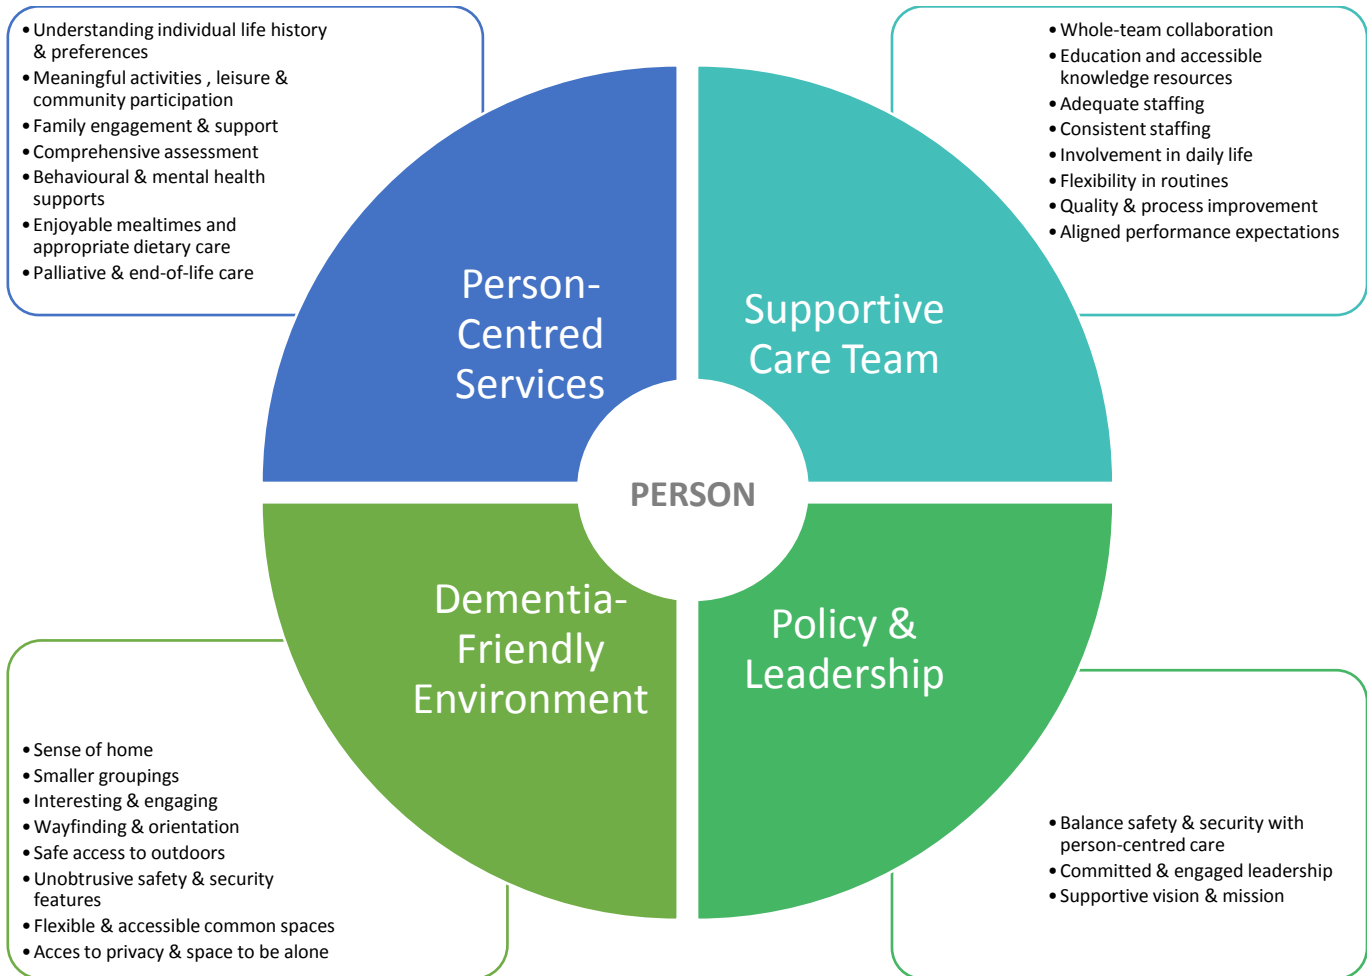 •Understanding individual life history
& preferences
•Meaningful activities , leisure &
community participation
•Family engagement & support
•Comprehensive assessment
•Behavioural & mental health
supports
•Enjoyable mealtimes and
appropriate dietary care
•Palliative & end-of-life care
•Whole-team collaboration
•Education and accessible
knowledge resources
•Adequate staffing
•Consistent staffing
•Involvement in daily life
•Flexibility in routines
•Quality & process improvement
•Aligned performance expectations
Person-
Centred
Services
Supportive
Care Team
PERSON
Dementia-
Friendly
Environment
Policy &
Leadership
•Sense of home
•Smaller groupings
•Interesting & engaging
•Wayfinding & orientation
•Safe access to outdoors
•Unobtrusive safety & security
features
•Flexible & accessible common spaces
•Acces to privacy & space to be alone
•Balance safety & security with
person-centred care
•Committed & engaged leadership
•Supportive vision & mission